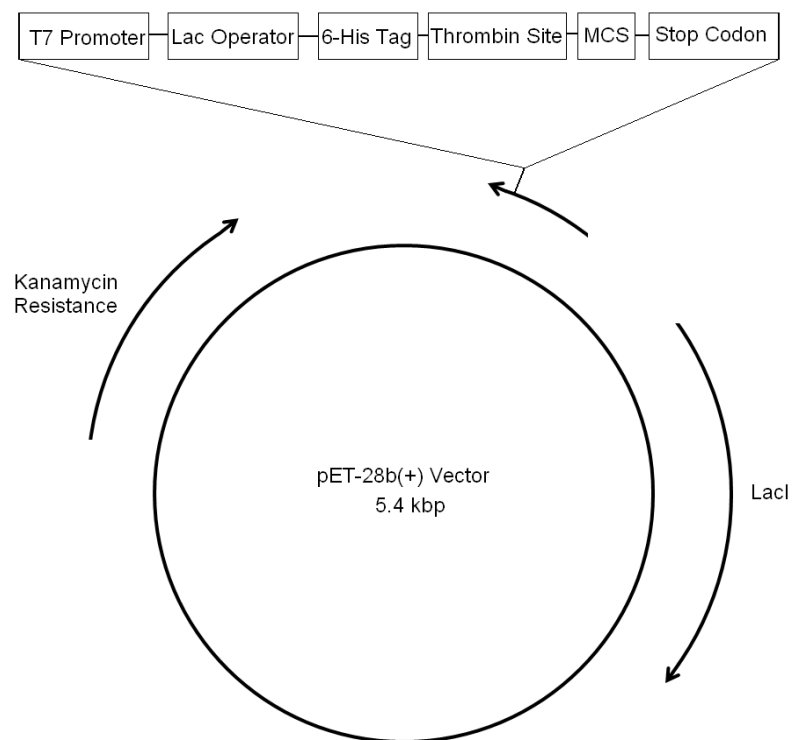 T7 Promoter
Lac Operator
6-His Tag
Thrombin Site
MCS
Stop Codon
Kanamycin
Resistance
pET-28b(+) Vector
5.4 kbp
LacI